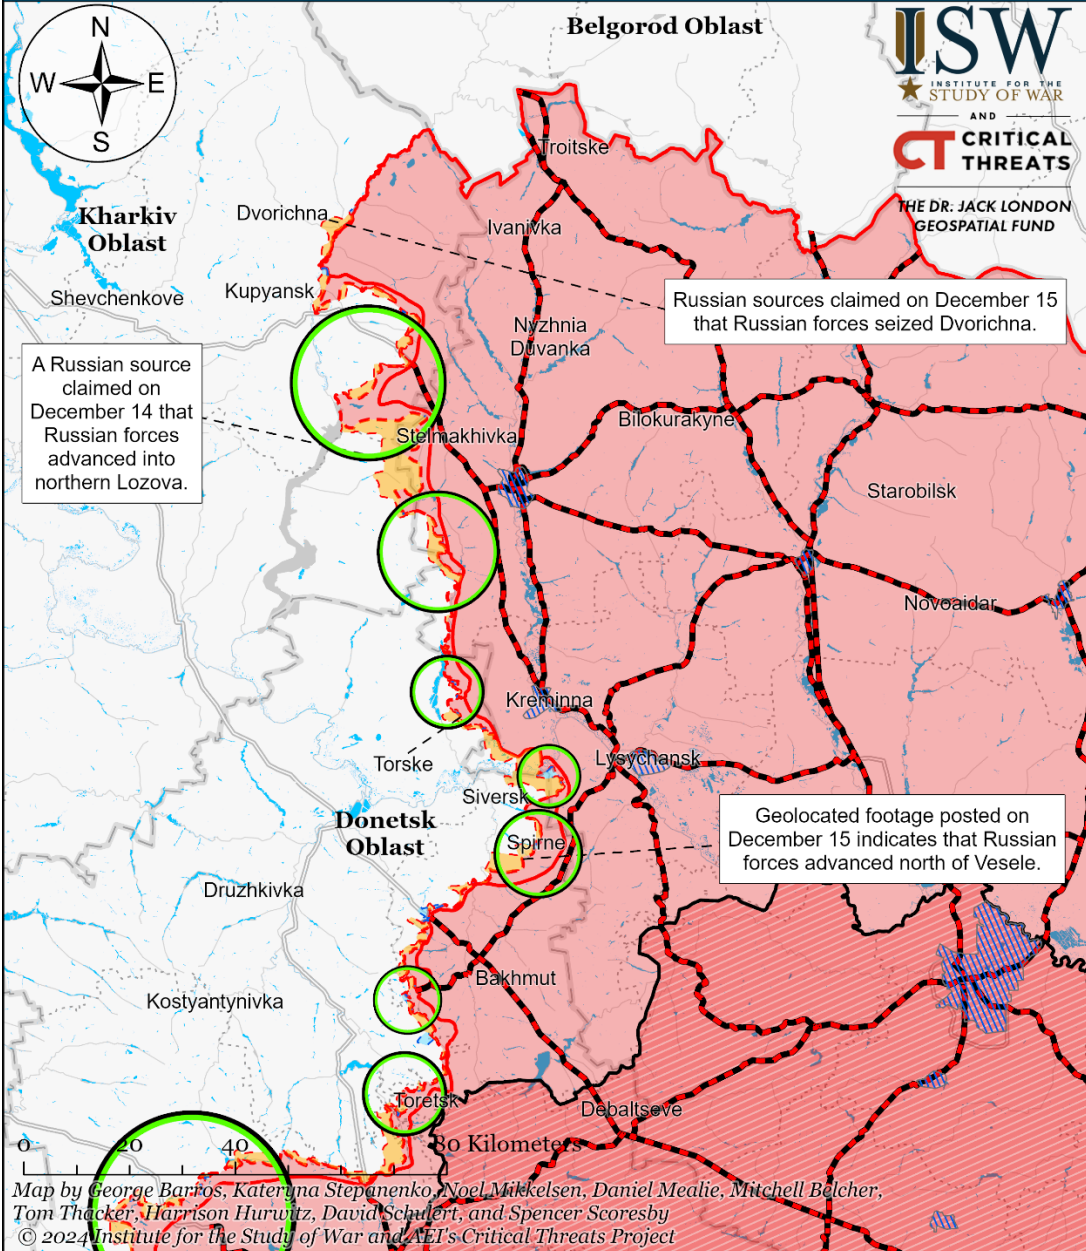 Belgorod Oblast
ISW
INSTITUTE FOR THE
STUDY OF WAR
AND
CT CRITICAL
THREATS
THE DR. JACK LONDON
GEOSPATIAL FUND
N
W E
S
Troitske
Dvorichna
Kharkiv
Oblast
Ivanivka
Shevchenkove
Kupyansk
Russian sources claimed on December 15
that Russian forces seized Dvorichna.
Nyzhnia
Duvanka
A Russian source
claimed on
December 14 that
Russian forces
advanced into
northern Lozova.
Stelmakhivka
Bilokurakyne
Starobilsk
Novoaidar
Kreminna
Torske
Lysychansk
Siversk
Donetsk
Oblast
Spirne
Geolocated footage posted on
December 15 indicates that Russian
forces advanced north of Vesele.
Druzhkivka
Bakhmut
Kostyantynivka
Toretsk
Debaltseve
0 20 40 80 Kilometers
Map by George Barros, Kateryna Stepanenko, Noel Mikkelsen, Daniel Mealie, Mitchell Belcher,
Tom Thacker, Harrison Hurwitz, David Schulert, and Spencer Scoresby
© 2024 Institute for the Study of War and AEI's Critical Threats Project